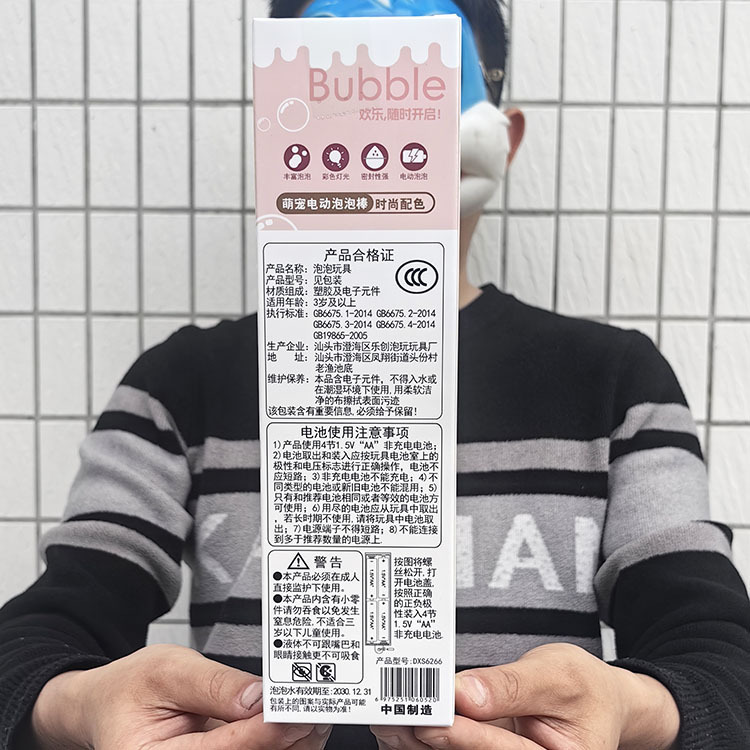 Bubble
欢乐,随时开启!
丰富泡泡 彩色灯光 密封性强 电动泡泡
萌宠电动泡泡棒 时尚配色
产品合格证
产品名称: 泡泡玩具
产品型号: 见包装
材质组成: 塑胶及电子元件
适用年龄: 3岁及以上
执行标准: GB6675.1-2014 GB6675.2-2014
GB6675.3-2014 GB6675.4-2014
GB19865-2005
生产企业: 汕头市澄海区乐创泡玩玩具厂
地 址: 汕头市澄海区凤翔街道头份村
老渔池底
维护保养: 本品含电子元件，不得入水或
在潮湿环境下使用,用柔软洁
净的布擦拭表面污迹
该包装含有重要信息,必须给予保留!
CCC
电池使用注意事项
1)产品使用4节1.5V“AA”非充电电池;
2)电池取出和装入应按玩具电池室上的
极性和电压标志进行正确操作，电池不
应短路; 3)非充电电池不能充电; 4)不
同类型的电池或新旧电池不能混用; 5)
只有和推荐电池相同或者等效的电池方
可使用; 6)用尽的电池应从玩具中取出
，若长时期不使用,请将玩具中电池取
出; 7)电源端子不得短路; 8)不能连接
到多于推荐数量的电源上.
警告
●本产品必须在成人
直接监护下使用。
●本产品内含有小零
件请勿吞食以免发生
窒息危险,不适合三
岁以下儿童使用。
●液体不可跟嘴巴和
眼睛接触更不可吸食
按图将螺
丝松开,打
开电池盖,
按照正确
的正负极
性装入4节
1.5V “AA”
非充电电池.
泡泡水有效期至: 2030.12.31
包装上的图案与实际产品可能
有所不同,请以实物为准!
产品型号:DXS6266
6 975251 060520
中国制造
KA MAN